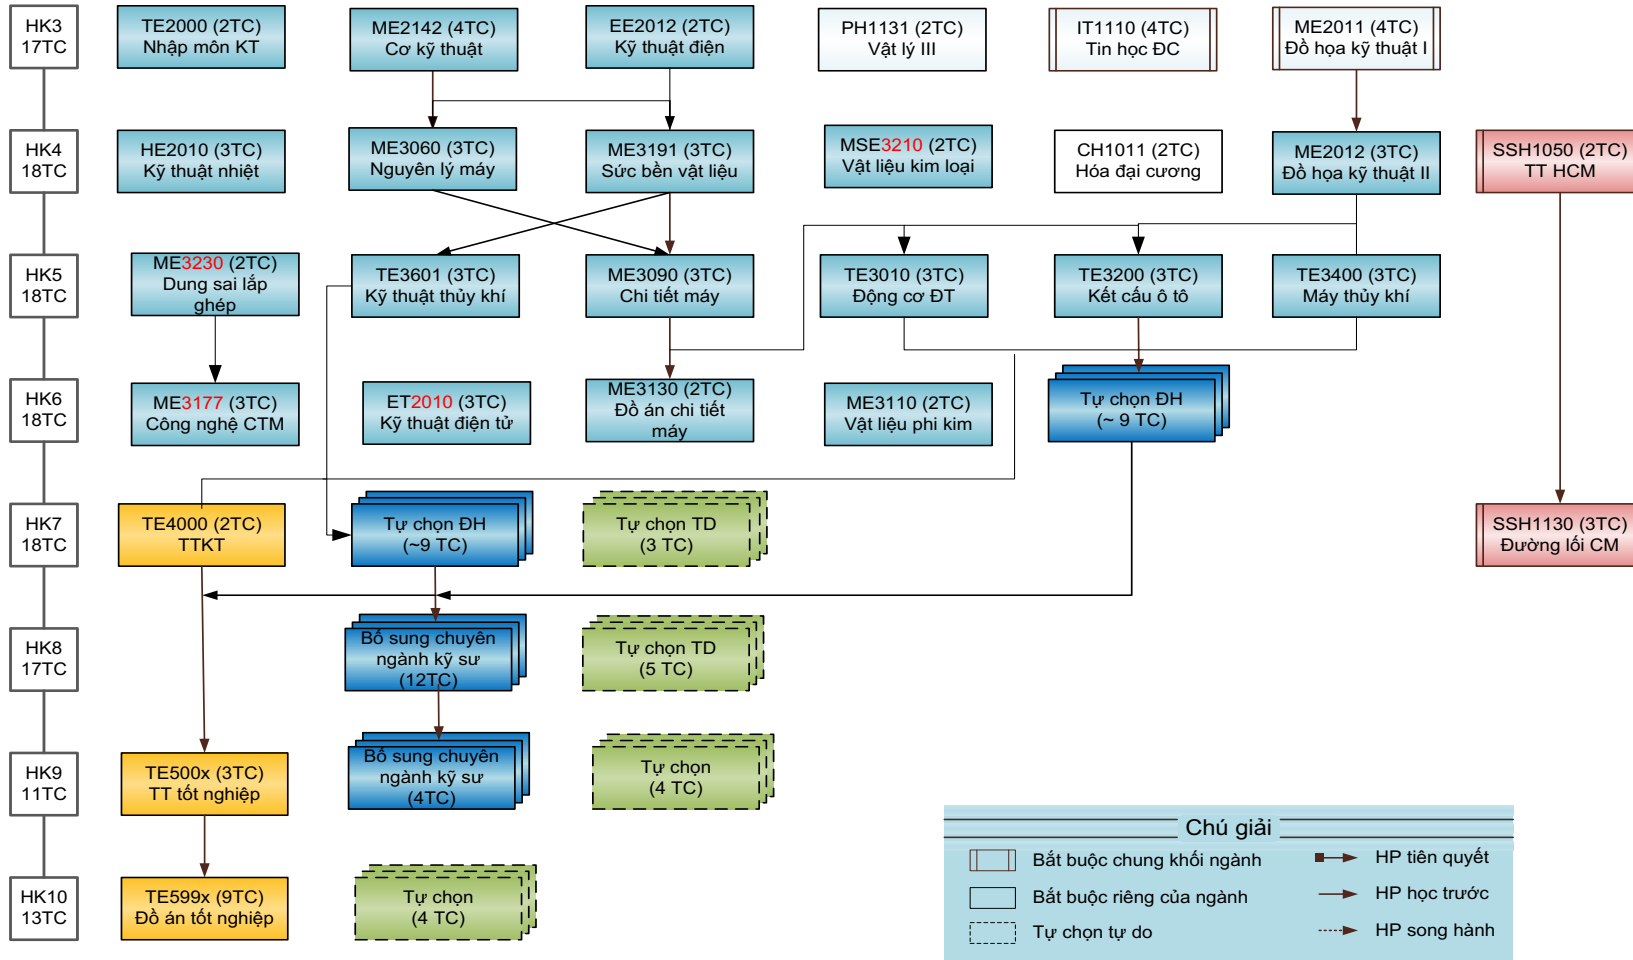 HK3
17TC
TE2000 (2TC)
Nhập môn KT
ME2142 (4TC)
Cơ kỹ thuật
EE2012 (2TC)
Kỹ thuật điện
PH1131 (2TC)
Vật lý III
IT1110 (4TC)
Tin học ĐC
ME2011 (4TC)
Đồ họa kỹ thuật I
HK4
18TC
HE2010 (3TC)
Kỹ thuật nhiệt
ME3060 (3TC)
Nguyên lý máy
ME3191 (3TC)
Sức bền vật liệu
MSE3210 (2TC)
Vật liệu kim loại
CH1011 (2TC)
Hóa đại cương
ME2012 (3TC)
Đồ họa kỹ thuật II
SSH1050 (2TC)
TT HCM
HK5
18TC
ME3230 (2TC)
Dung sai lắp
ghép
TE3601 (3TC)
Kỹ thuật thủy khí
ME3090 (3TC)
Chi tiết máy
TE3010 (3TC)
Động cơ ĐT
TE3200 (3TC)
Kết cấu ô tô
TE3400 (3TC)
Máy thủy khí
HK6
18TC
ME3177 (3TC)
Công nghệ CTM
ET2010 (3TC)
Kỹ thuật điện tử
ME3130 (2TC)
Đồ án chi tiết
máy
ME3110 (2TC)
Vật liệu phi kim
Tự chọn ĐH
(~ 9 TC)
HK7
18TC
TE4000 (2TC)
TTKT
Tự chọn ĐH
(~9 TC)
Tự chọn TD
(3 TC)
SSH1130 (3TC)
Đường lối CM
HK8
17TC
Bổ sung chuyên
ngành kỹ sư
(12TC)
Tự chọn TD
(5 TC)
HK9
11TC
TE500x (3TC)
TT tốt nghiệp
Bổ sung chuyên
ngành kỹ sư
(4TC)
Tự chọn
(4 TC)
HK10
13TC
TE599x (9TC)
Đồ án tốt nghiệp
Tự chọn
(4 TC)
Chú giải
Bắt buộc chung khối ngành
HP tiên quyết
Bắt buộc riêng của ngành
HP học trước
Tự chọn tự do
HP song hành